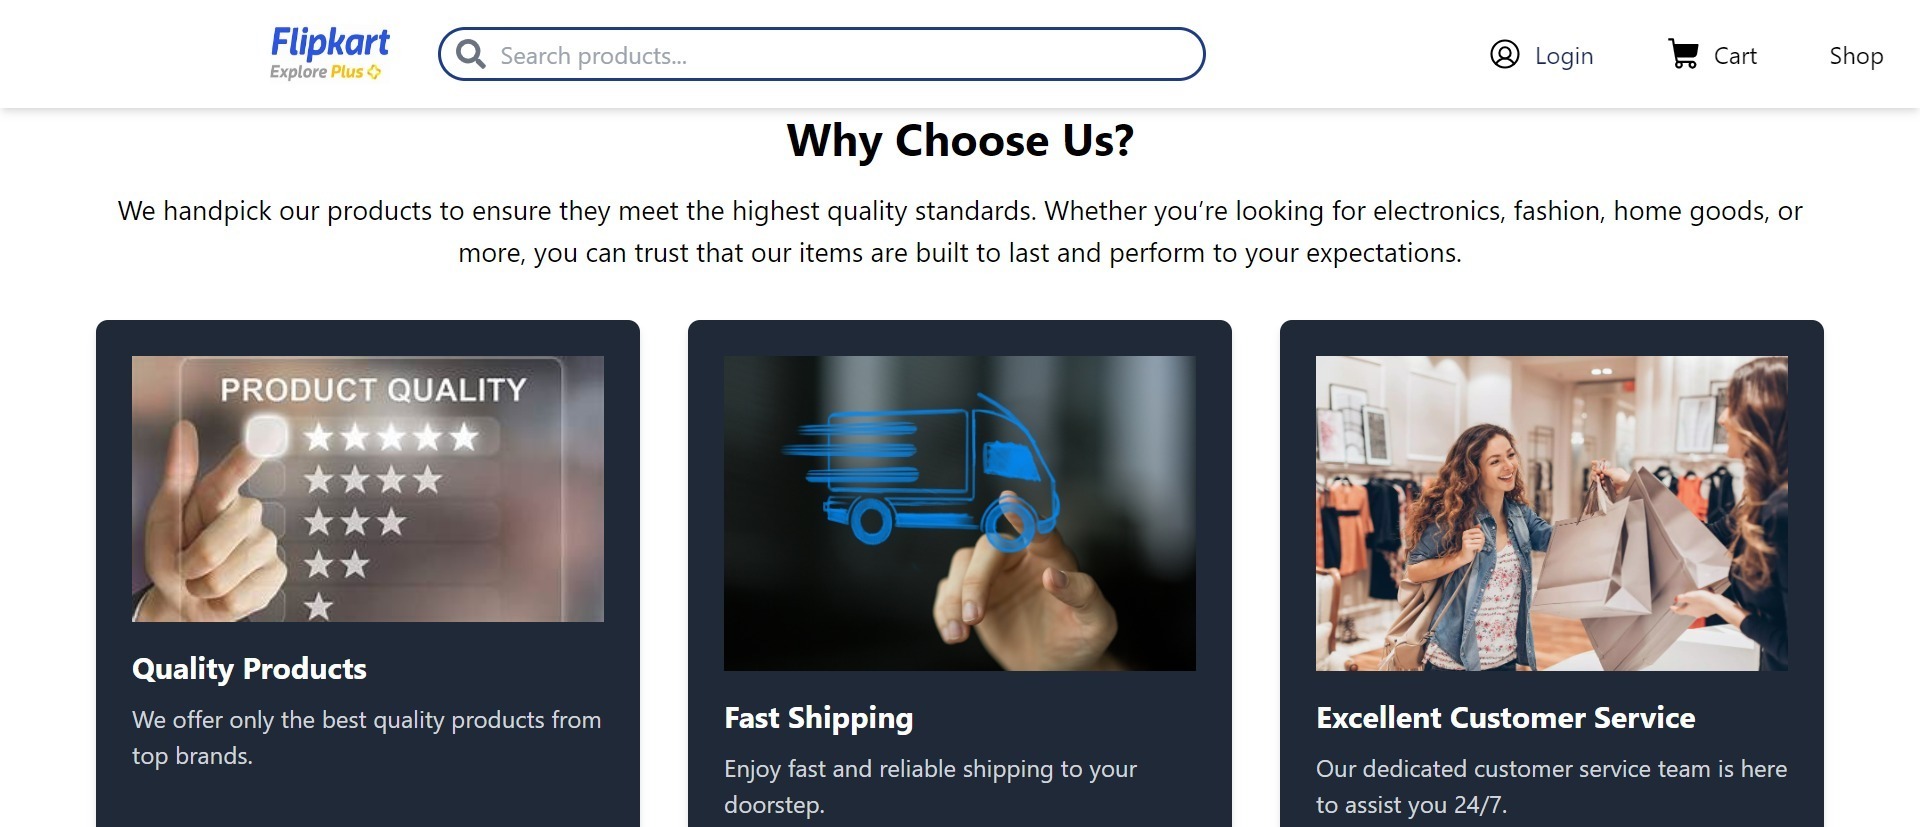 Flipkart
Explore Plus
Search products...
Login
Cart
Shop
Why Choose Us?
We handpick our products to ensure they meet the highest quality standards. Whether you’re looking for electronics, fashion, home goods, or
more, you can trust that our items are built to last and perform to your expectations.
PRODUCT QUALITY
Quality Products
We offer only the best quality products from
top brands.
Fast Shipping
Enjoy fast and reliable shipping to your
doorstep.
Excellent Customer Service
Our dedicated customer service team is here
to assist you 24/7.